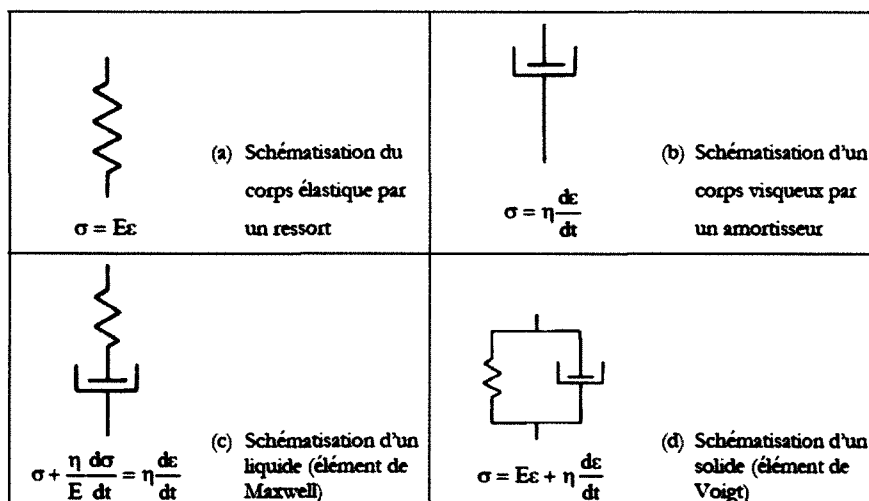 (a) Schématisation du
corps élastique par
un ressort
σ = Eε
(b) Schématisation d'un
corps visqueux par
un amortisseur
σ = η dε/dt
(c) Schématisation d'un
liquide (élément de
Maxwell)
σ + η/E dσ/dt = η dε/dt
(d) Schématisation d'un
solide (élément de
Voigt)
σ = Eε + η dε/dt